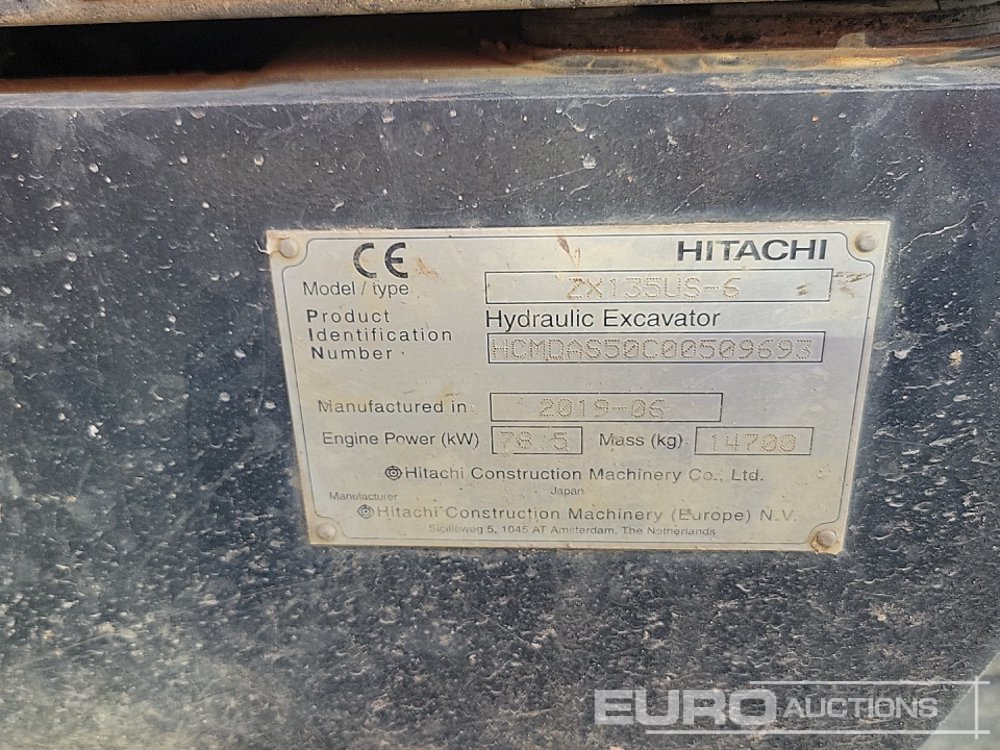 CE HITACHI
Model / type ZX135US-6
Product Hydraulic Excavator
Identification
Number HCMDAS50C00509693
Manufactured in 2019-06
Engine Power (kW) 78.5 Mass (kg) 14700
Hitachi Construction Machinery Co., Ltd.
Japan
Manufacturer
Hitachi Construction Machinery (Europe) N.V.
Siciliëweg 5, 1045 AT Amsterdam, The Netherlands
EURO AUCTIONS